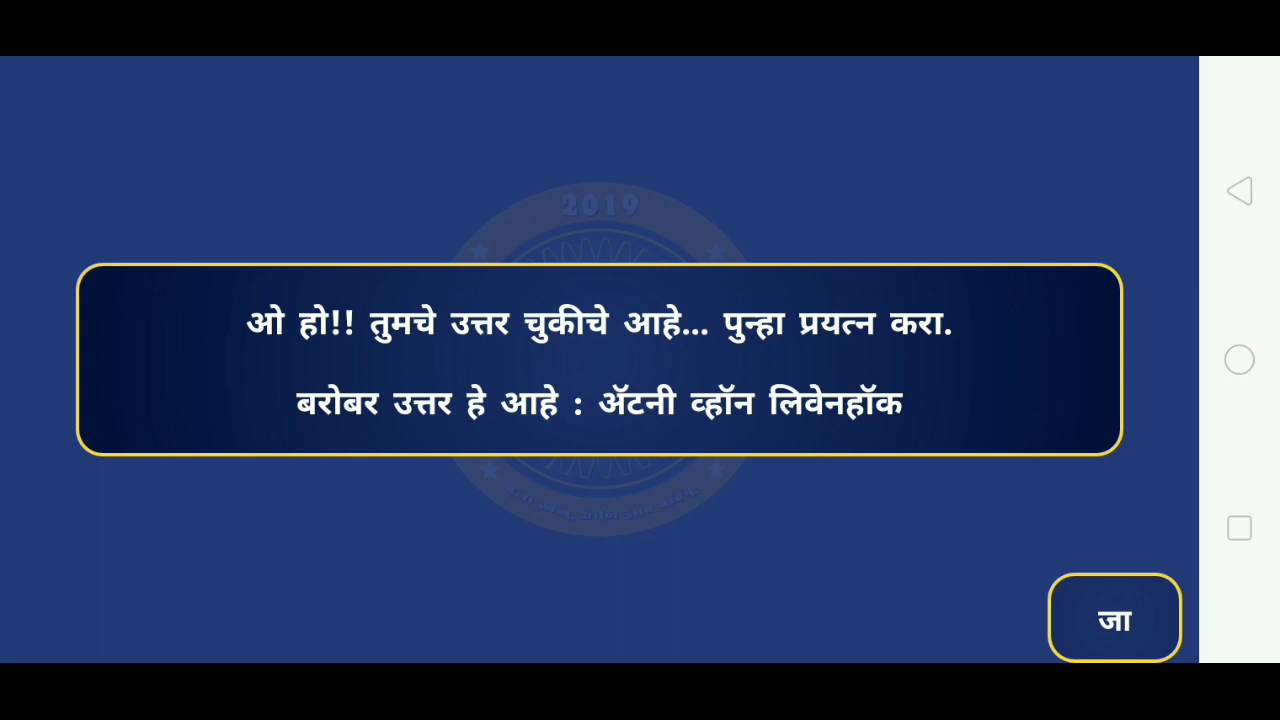 2019
ओ हो!! तुमचे उत्तर चुकीचे आहे... पुन्हा प्रयत्न करा.
बरोबर उत्तर हे आहे : ॲटनी व्हॉन लिवेनहॉक
जा